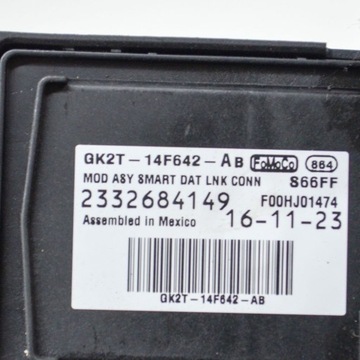 GK2T-14F642-AB FoMoCo 864
MOD ASY SMART DAT LNK CONN S66FF
2332684149 F00HJ01474
Assembled in Mexico 16-11-23
GK2T-14F642-AB